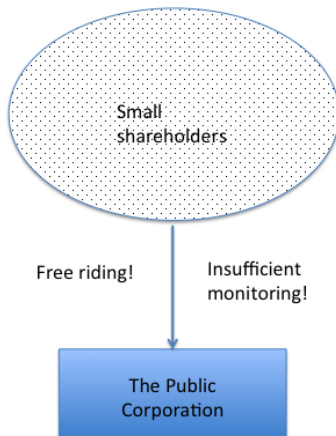 Small
shareholders
Free riding!
Insufficient
monitoring!
The Public
Corporation